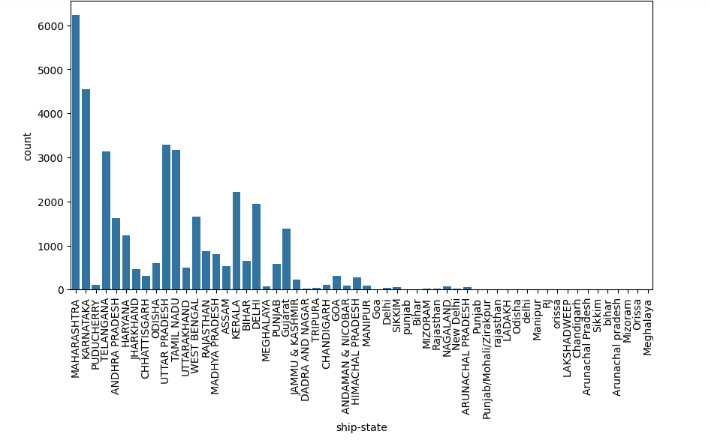 6000
5000
4000
3000
2000
1000
0
count
MAHARASHTRA
KARNATAKA
PUDUCHERRY
TELANGANA
ANDHRA PRADESH
HARYANA
JHARKHAND
CHHATTISGARH
ODISHA
UTTAR PRADESH
TAMIL NADU
UTTARAKHAND
WEST BENGAL
RAJASTHAN
MADHYA PRADESH
ASSAM
KERALA
BIHAR
DELHI
MEGHALAYA
PUNJAB
Gujarat
JAMMU & KASHMIR
DADRA AND NAGAR
TRIPURA
CHANDIGARH
GOA
ANDAMAN & NICOBAR
HIMACHAL PRADESH
MANIPUR
Goa
Delhi
SIKKIM
punjab
Bihar
MIZORAM
Rajasthan
NAGALAND
New Delhi
ARUNACHAL PRADESH
Punjab
Punjab/Mohali/Zirakpur
rajasthan
LADAKH
Odisha
delhi
Manipur
RJ
orissa
LAKSHADWEEP
Chandigarh
Arunachal Pradesh
Sikkim
bihar
Arunachal pradesh
Mizoram
Orissa
Meghalaya
ship-state